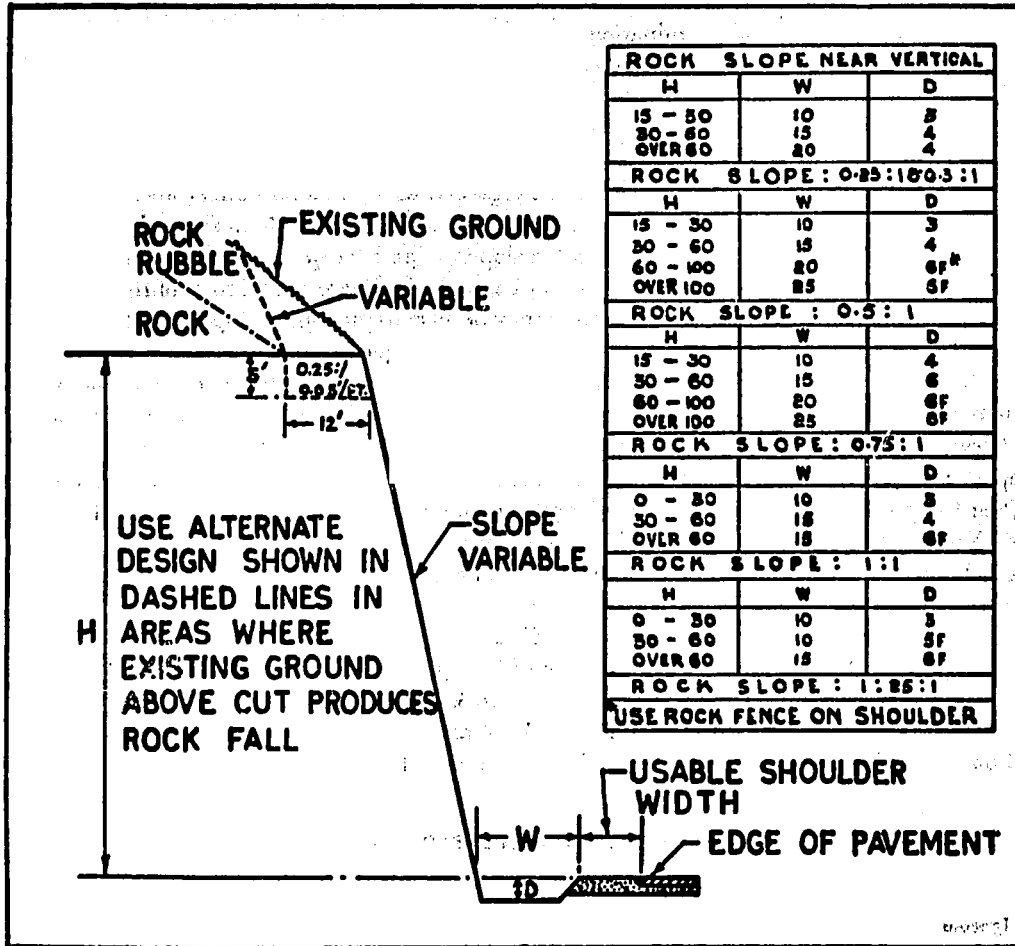 ROCK SLOPE NEAR VERTICAL
H W D
15 - 30 10 3
30 - 60 15 4
OVER 60 20 4
ROCK SLOPE : 0.25:1&0.3 :1
H W D
15 - 30 10 3
30 - 60 15 4
60 - 100 20 6F*
OVER 100 25 6F
ROCK SLOPE : 0.5 : 1
H W D
15 - 30 10 4
30 - 60 15 6
60 - 100 20 6F
OVER 100 25 8F
ROCK SLOPE : 0.75 : 1
H W D
0 - 30 10 3
30 - 60 15 4
OVER 60 15 6F
ROCK SLOPE : 1:1
H W D
0 - 30 10 3
30 - 60 10 5F
OVER 60 15 6F
ROCK SLOPE : 1:25:1
*USE ROCK FENCE ON SHOULDER
EXISTING GROUND
ROCK
RUBBLE
VARIABLE
ROCK
5'
0.25:1
0.05'/FT.
12'
SLOPE
VARIABLE
USE ALTERNATE
DESIGN SHOWN IN
DASHED LINES IN
H
AREAS WHERE
EXISTING GROUND
ABOVE CUT PRODUCES
ROCK FALL
USABLE SHOULDER
WIDTH
W
EDGE OF PAVEMENT
D